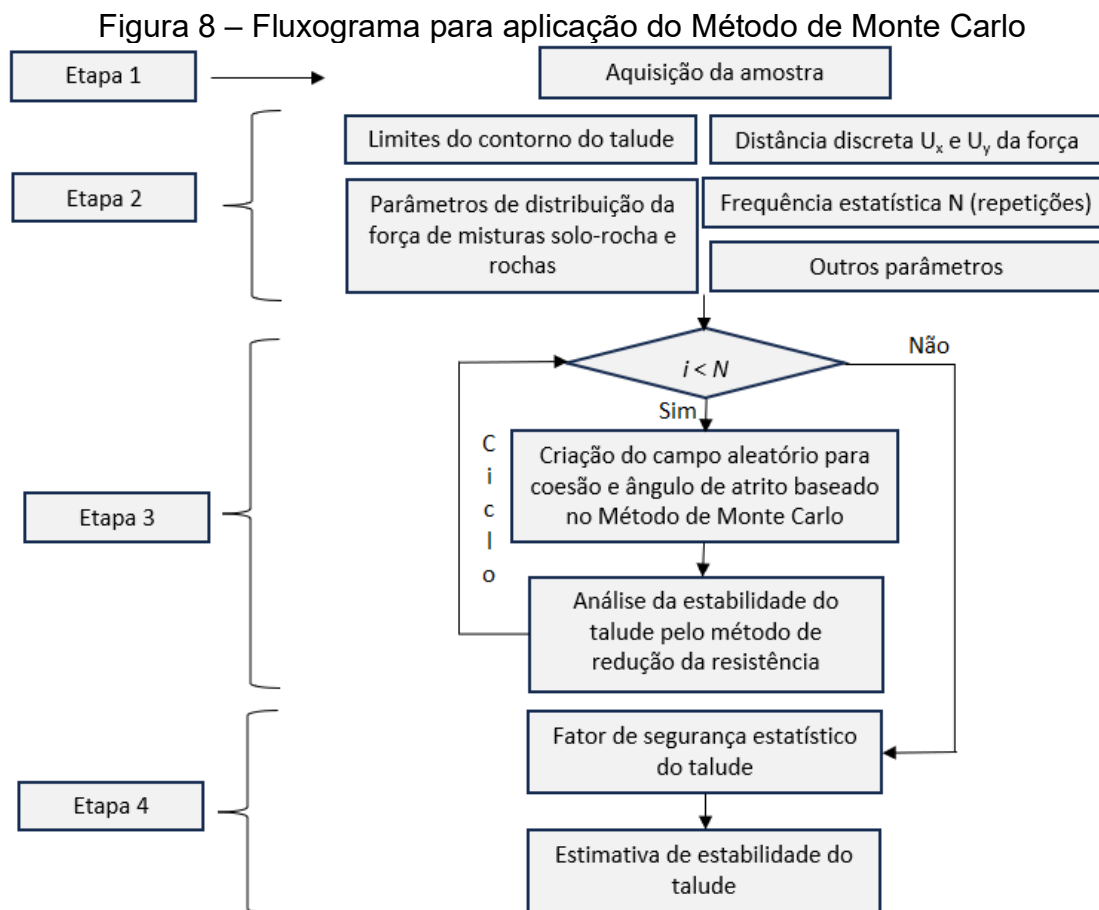 Figura 8 – Fluxograma para aplicação do Método de Monte Carlo
Etapa 1
Aquisição da amostra
Etapa 2
Limites do contorno do talude
Distância discreta Ux e Uy da força
Parâmetros de distribuição da
força de misturas solo-rocha e
rochas
Frequência estatística N (repetições)
Outros parâmetros
Etapa 3
i < N
Não
Sim
Ciclo
Criação do campo aleatório para
coesão e ângulo de atrito baseado
no Método de Monte Carlo
Análise da estabilidade do
talude pelo método de
redução da resistência
Etapa 4
Fator de segurança estatístico
do talude
Estimativa de estabilidade do
talude